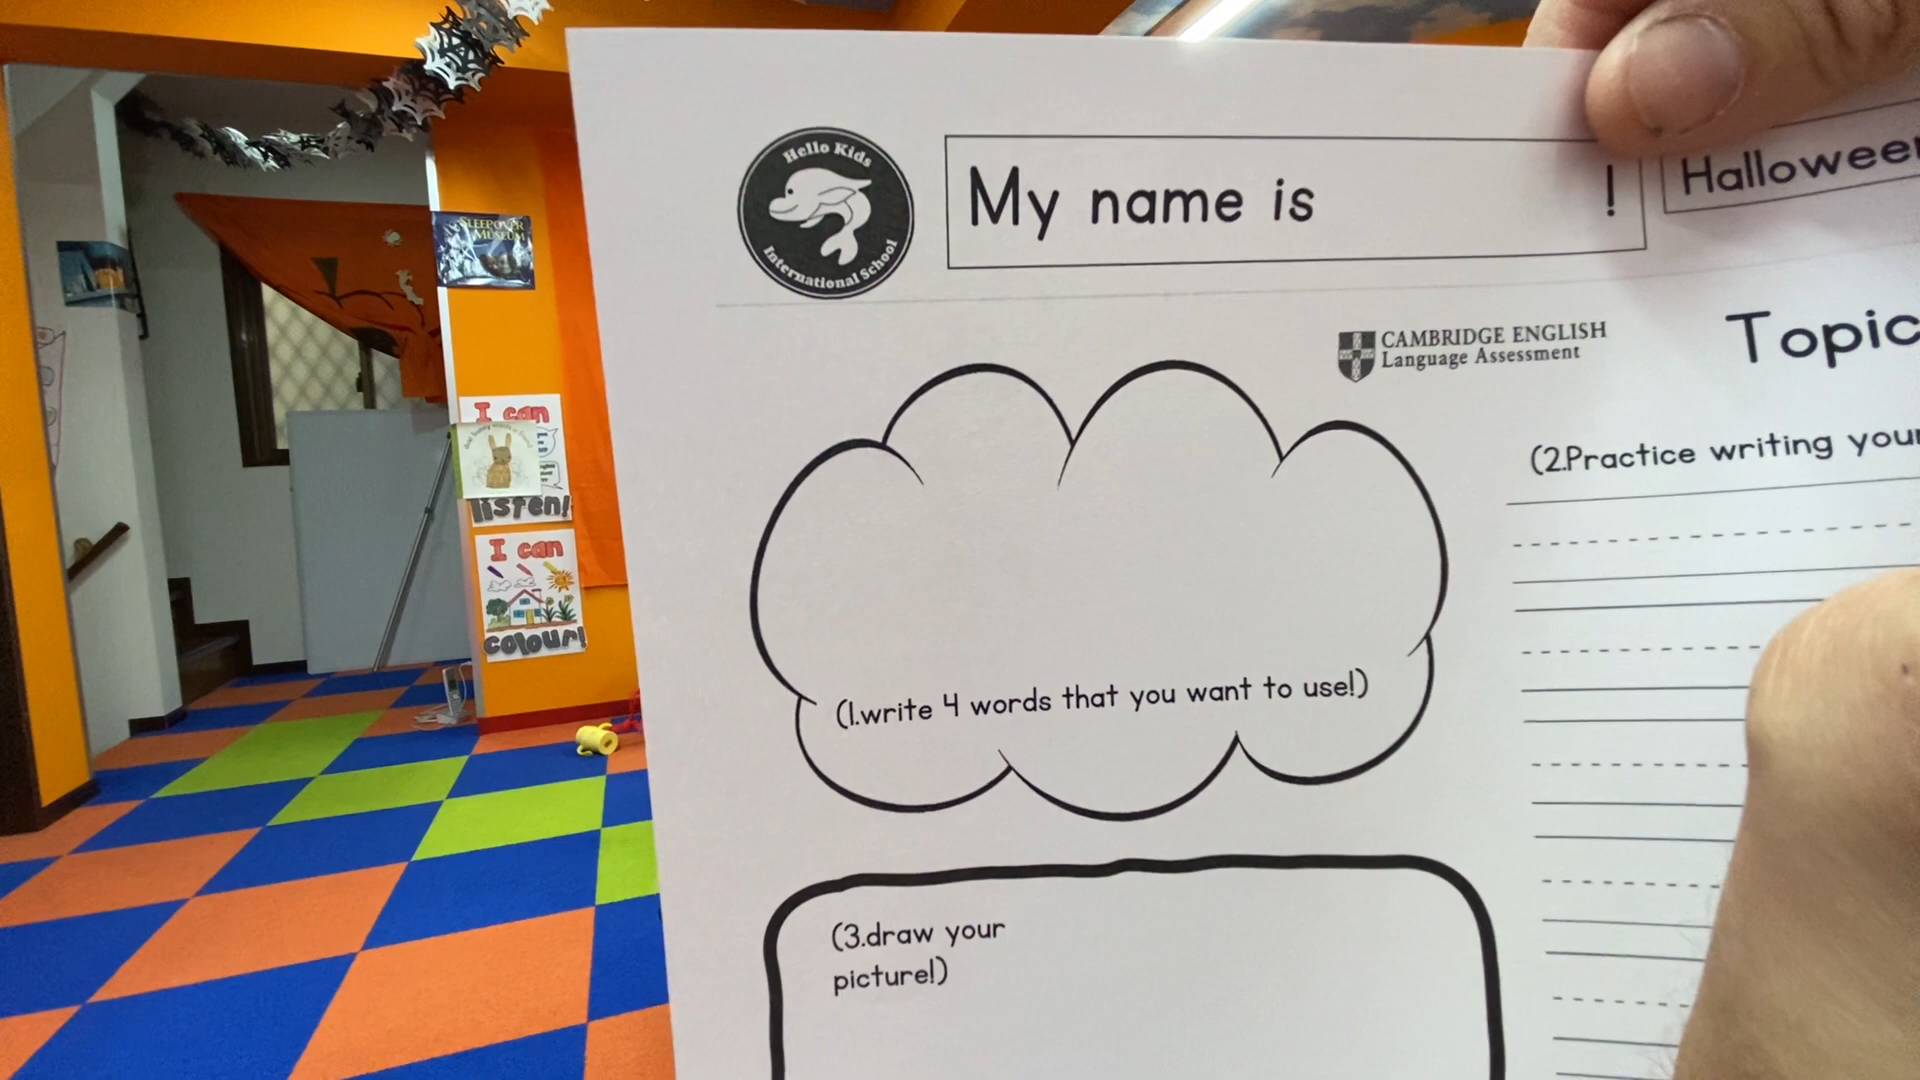 Hello Kids
International School
My name is !
Hallowee
CAMBRIDGE ENGLISH
Language Assessment
Topic
(1.write 4 words that you want to use!)
(2.Practice writing your
(3.draw your
picture!)
SLEEPOVER
MUSEUM
I can
listen!
I can
colour!